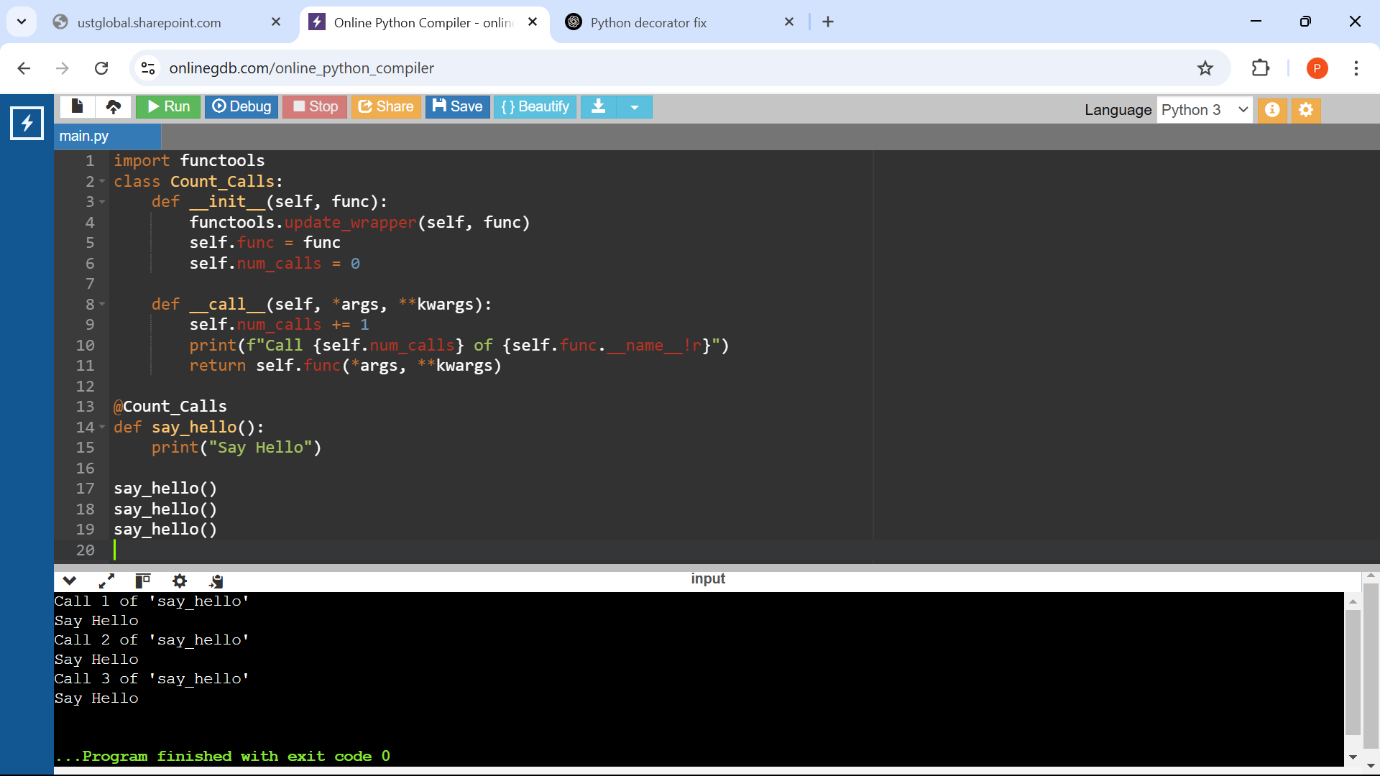 ustglobal.sharepoint.com
Online Python Compiler - onlin
Python decorator fix
onlinegdb.com/online_python_compiler
P
Run Debug Stop Share Save { } Beautify
Language Python 3
main.py
1 import functools
2 class Count_Calls:
3     def __init__(self, func):
4         functools.update_wrapper(self, func)
5         self.func = func
6         self.num_calls = 0
7
8     def __call__(self, *args, **kwargs):
9         self.num_calls += 1
10         print(f"Call {self.num_calls} of {self.func.__name__!r}")
11         return self.func(*args, **kwargs)
12
13 @Count_Calls
14 def say_hello():
15     print("Say Hello")
16
17 say_hello()
18 say_hello()
19 say_hello()
20
input
Call 1 of 'say_hello'
Say Hello
Call 2 of 'say_hello'
Say Hello
Call 3 of 'say_hello'
Say Hello
...Program finished with exit code 0